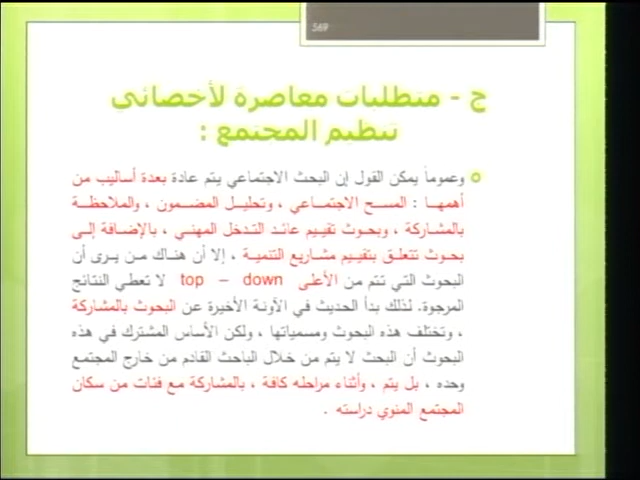 569
ج - متطلبات معاصرة لأخصائي
تنظيم المجتمع :
وعموماً يمكن القول إن البحث الاجتماعي يتم عادة بعدة أساليب من
أهمها : المسح الاجتماعي ، وتحليل المضمون ، والملاحظة
بالمشاركة ، وبحوث تقييم عائد التدخل المهني ، بالإضافة إلى
بحوث تتعلق بتقييم مشاريع التنمية ، إلا أن هناك من يرى أن
البحوث التي تتم من الأعلى top – down لا تعطي النتائج
المرجوة. لذلك بدأ الحديث في الآونة الأخيرة عن البحوث بالمشاركة
، وتختلف هذه البحوث ومسمياتها ، ولكن الأساس المشترك في هذه
البحوث أن البحث لا يتم من خلال الباحث القادم من خارج المجتمع
وحده ، بل يتم ، وأثناء مراحله كافة ، بالمشاركة مع فئات من سكان
المجتمع المنوي دراسته .